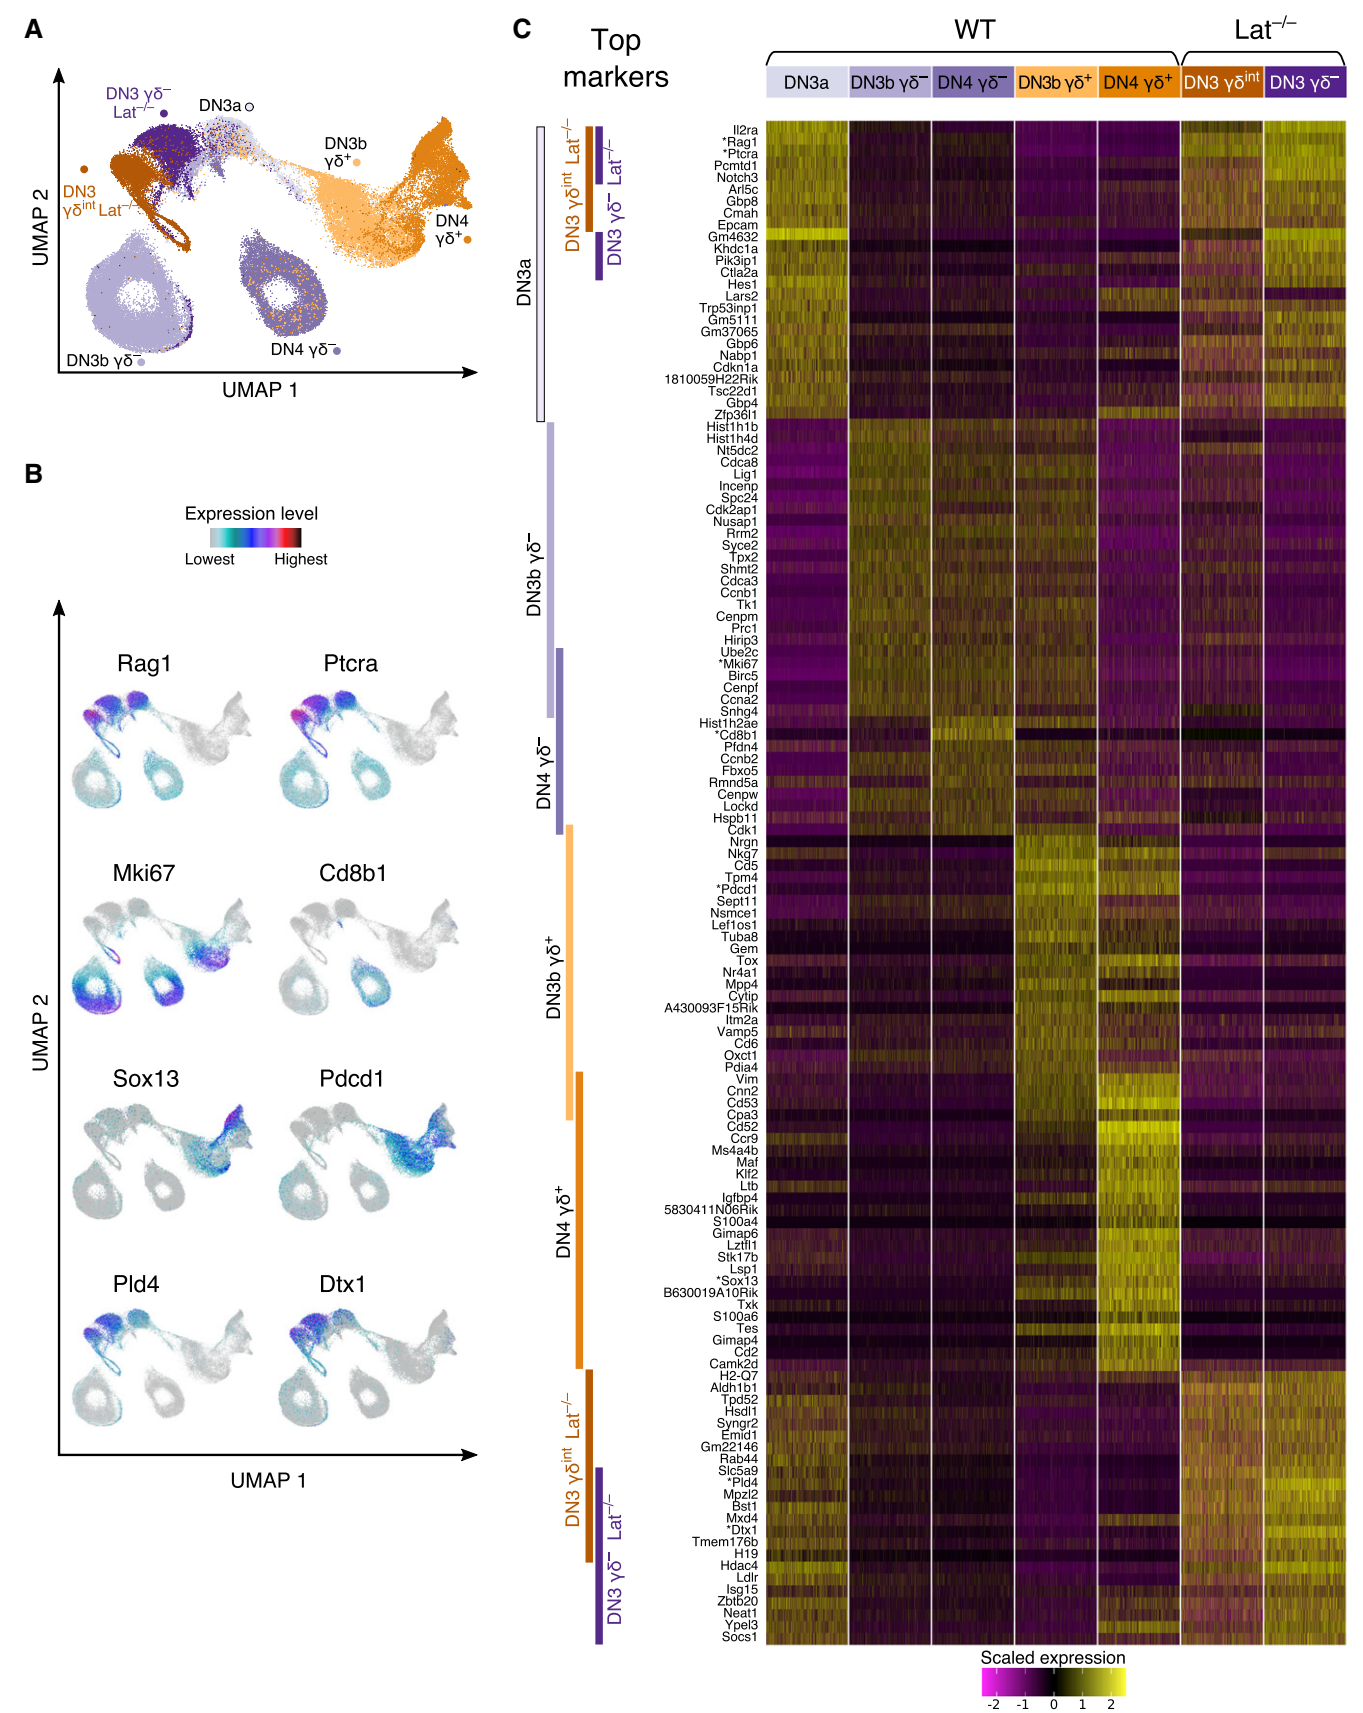 A
DN3 γδ–
Lat–/–
DN3a
DN3b
γδ+
DN3
γδint Lat–/–
DN4
γδ+
DN3b γδ–
DN4 γδ–
UMAP 2
UMAP 1
B
Expression level
Lowest Highest
Rag1 Ptcra
Mki67 Cd8b1
Sox13 Pdcd1
Pld4 Dtx1
UMAP 2
UMAP 1
C
Top
markers
WT Lat–/–
DN3a DN3b γδ– DN4 γδ– DN3b γδ+ DN4 γδ+ DN3 γδint DN3 γδ–
DN3a
DN3 γδint Lat–/–
DN3 γδ– Lat–/–
DN3b γδ–
DN4 γδ–
DN3b γδ+
DN4 γδ+
DN3 γδint Lat–/–
DN3 γδ– Lat–/–
Il2ra
*Rag1
*Ptcra
Pcmtd1
Notch3
Arl5c
Gbp8
Cmah
Epcam
Gm4632
Khdc1a
Pik3ip1
Ctla2a
Hes1
Lars2
Trp53inp1
Gm5111
Gm37065
Gbp6
Nabp1
Cdkn1a
1810059H22Rik
Tsc22d1
Gbp4
Zfp36l1
Hist1h1b
Hist1h4d
Nt5dc2
Cdca8
Lig1
Incenp
Spc24
Cdk2ap1
Nusap1
Rrm2
Syce2
Tpx2
Shmt2
Cdca3
Ccnb1
Tk1
Cenpm
Prc1
Hirip3
Ube2c
*Mki67
Birc5
Cenpf
Ccna2
Snhg4
Hist1h2ae
*Cd8b1
Pfdn4
Ccnb2
Fbxo5
Rmnd5a
Cenpw
Lockd
Hspb11
Cdk1
Nrgn
Nkg7
Cd5
Tpm4
*Pdcd1
Sept11
Nsmce1
Lef1os1
Tuba8
Gem
Tox
Nr4a1
Mpp4
Cytip
A430093F15Rik
Itm2a
Vamp5
Cd6
Oxct1
Pdia4
Vim
Cnn2
Cd53
Cpa3
Cd52
Ccr9
Ms4a4b
Maf
Klf2
Ltb
Igfbp4
5830411N06Rik
S100a4
Gimap6
Lztfl1
Stk17b
Lsp1
*Sox13
B630019A10Rik
Txk
S100a6
Tes
Gimap4
Cd2
Camk2d
H2-Q7
Aldh1b1
Tpd52
Hsdl1
Syngr2
Emid1
Gm22146
Rab44
Slc5a9
*Pld4
Mpzl2
Bst1
Mxd4
*Dtx1
Tmem176b
H19
Hdac4
Ldlr
Isg15
Zbtb20
Neat1
Ypel3
Socs1
Scaled expression
-2 -1 0 1 2